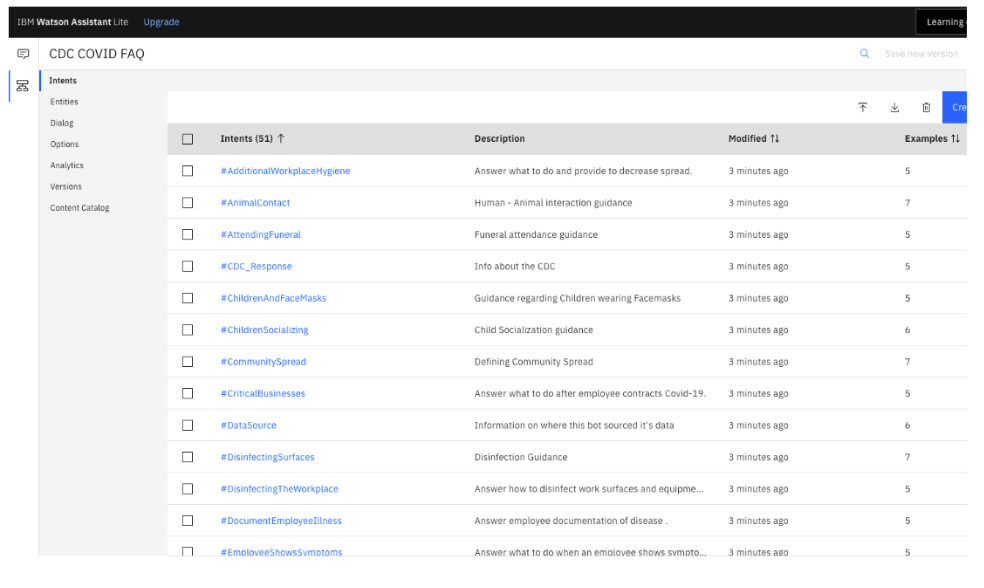 IBM Watson Assistant Lite Upgrade Learning
CDC COVID FAQ Save new version
Intents
Entities
Dialog
Options
Analytics
Versions
Content Catalog
Cre
Intents (51) ↑ Description Modified ↑↓ Examples ↑↓
#AdditionalWorkplaceHygiene Answer what to do and provide to decrease spread. 3 minutes ago 5
#AnimalContact Human - Animal interaction guidance 3 minutes ago 7
#AttendingFuneral Funeral attendance guidance 3 minutes ago 5
#CDC_Response Info about the CDC 3 minutes ago 5
#ChildrenAndFaceMasks Guidance regarding Children wearing Facemasks 3 minutes ago 5
#ChildrenSocializing Child Socialization guidance 3 minutes ago 6
#CommunitySpread Defining Community Spread 3 minutes ago 7
#CriticalBusinesses Answer what to do after employee contracts Covid-19. 3 minutes ago 5
#DataSource Information on where this bot sourced it's data 3 minutes ago 6
#DisinfectingSurfaces Disinfection Guidance 3 minutes ago 7
#DisinfectingTheWorkplace Answer how to disinfect work surfaces and equipme... 3 minutes ago 5
#DocumentEmployeeIllness Answer employee documentation of disease . 3 minutes ago 5
#EmployeeShowsSymptoms Answer what to do when an employee shows sympto... 3 minutes ago 5